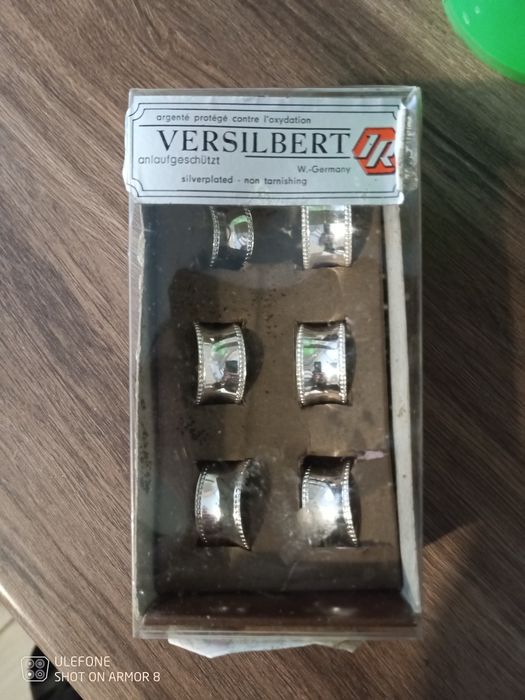 argenté protégé contre l'oxydation
VERSILBERT
anlaufgeschützt
W.-Germany
silverplated - non tarnishing
ULEFONE
SHOT ON ARMOR 8